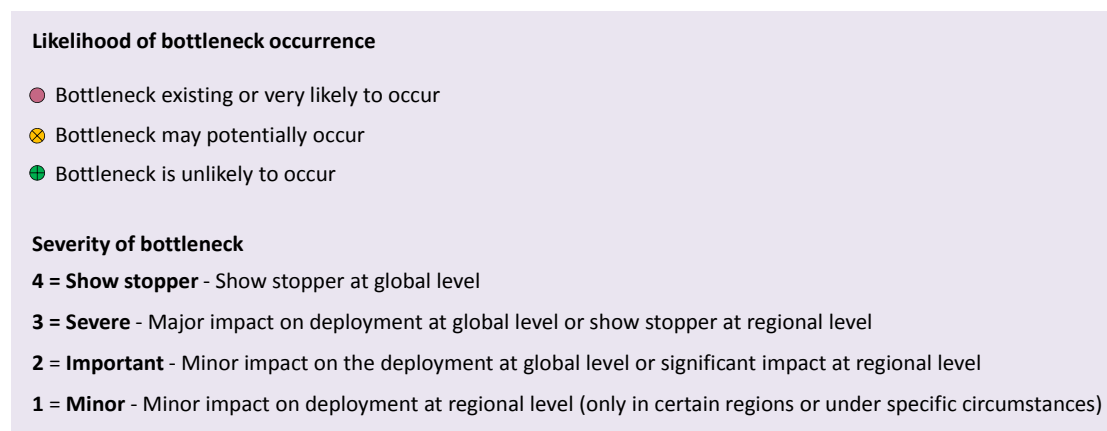 Likelihood of bottleneck occurrence
Bottleneck existing or very likely to occur
Bottleneck may potentially occur
Bottleneck is unlikely to occur
Severity of bottleneck
4 = Show stopper - Show stopper at global level
3 = Severe - Major impact on deployment at global level or show stopper at regional level
2 = Important - Minor impact on the deployment at global level or significant impact at regional level
1 = Minor - Minor impact on deployment at regional level (only in certain regions or under specific circumstances)